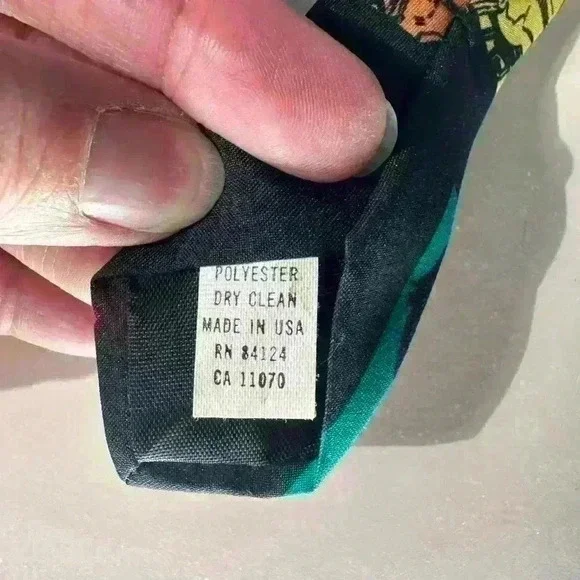 POLYESTER
DRY CLEAN
MADE IN USA
RN 84124
CA 11070